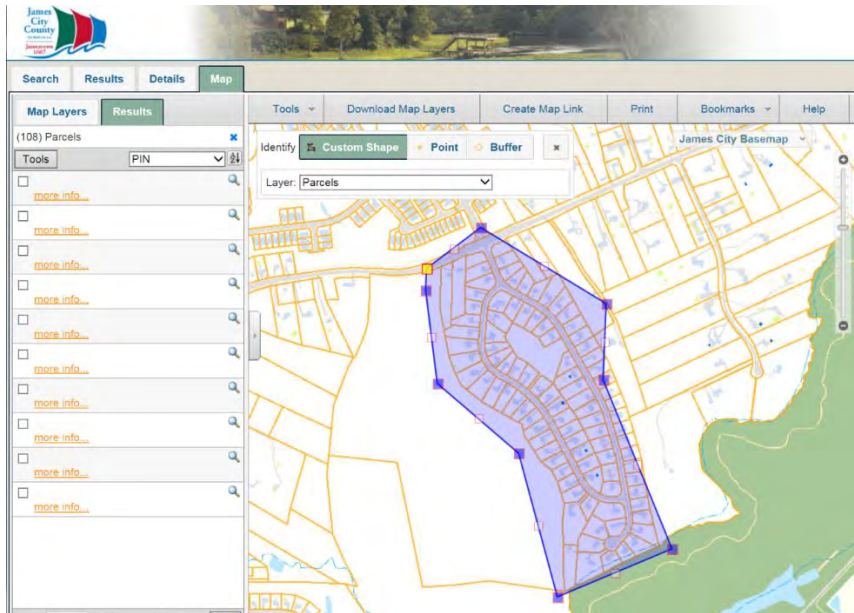 James
City
County
Jamestown
1607
Search Results Details Map
Map Layers Results
Tools Download Map Layers Create Map Link Print Bookmarks Help
(108) Parcels
Identify Custom Shape Point Buffer
James City Basemap
Tools PIN
Layer: Parcels
more info...
more info...
more info...
more info...
more info...
more info...
more info...
more info...
more info...
more info...